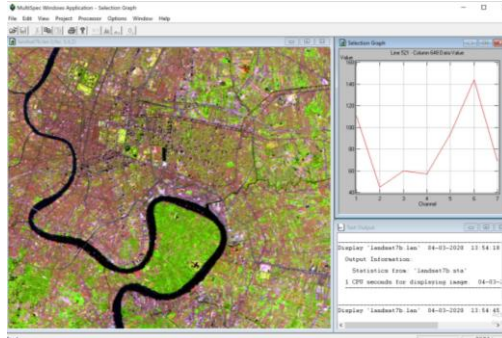 MultiSpec Windows Application - Selection Graph
File Edit View Project Processor Options Window Help
Selection Graph
Line 521 - Column 649 Data Value
Value
160
140
120
100
80
60
40
1 2 3 4 5 6 7
Channel
Text Output
Display 'landsat7b.lan' 04-03-2020 13:54:18
Output Information:
Statistics from 'landsat7b.sta'
1 CPU seconds for displaying image. 04-03-
Display 'landsat7b.lan' 04-03-2020 13:54:45